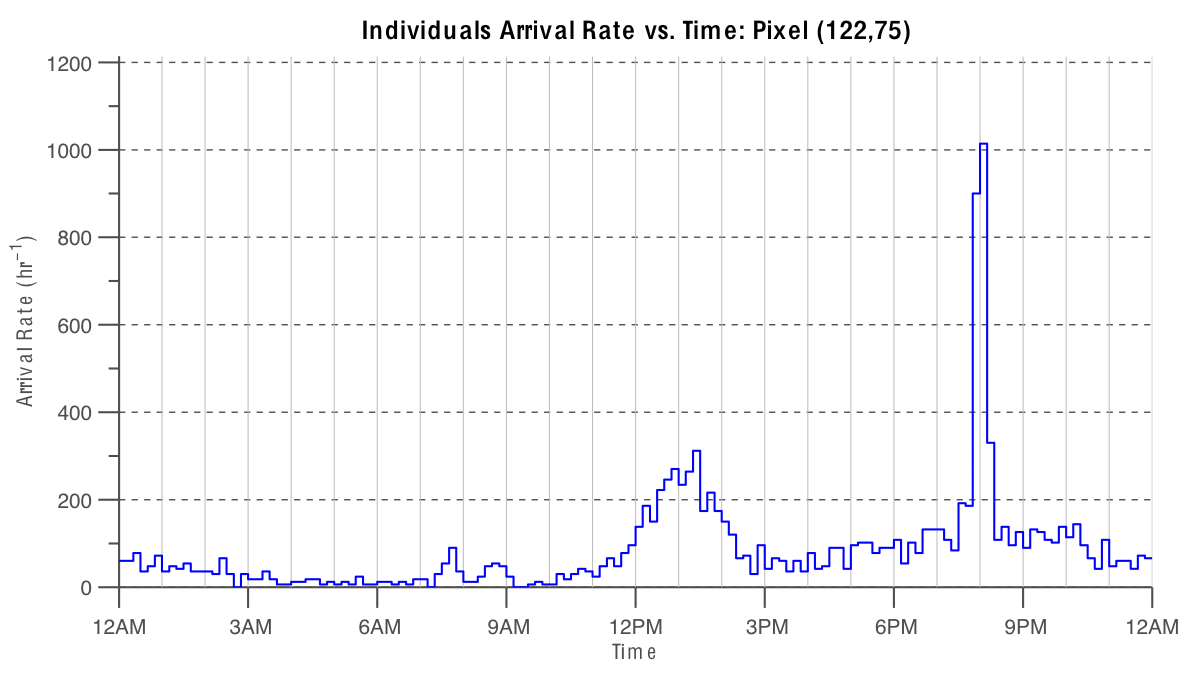 Individuals Arrival Rate vs. Time: Pixel (122,75)
1200
1000
800
600
400
200
0
Arrival Rate (hr⁻¹)
12AM 3AM 6AM 9AM 12PM 3PM 6PM 9PM 12AM
Time